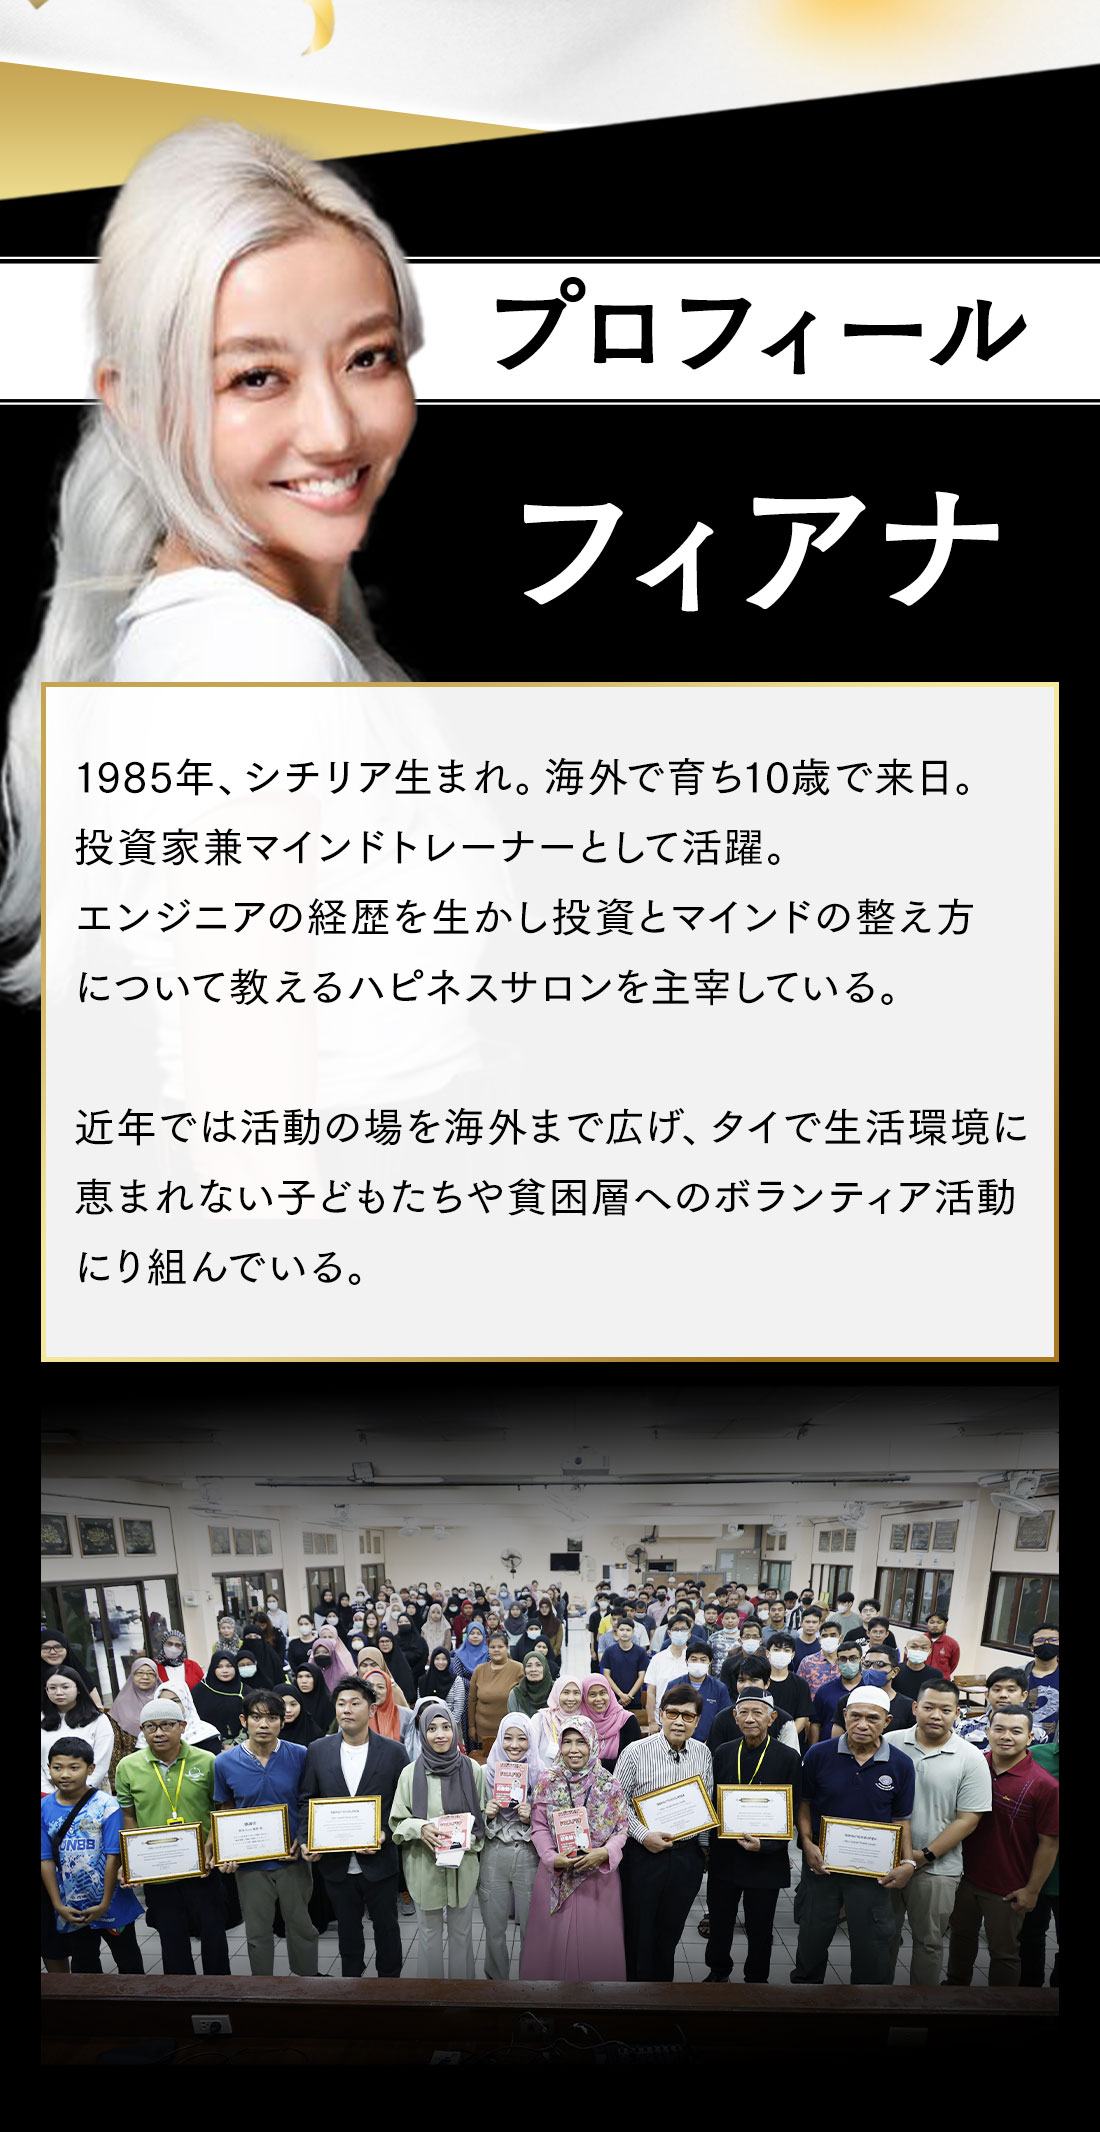 プロフィール
フィアナ
1985年、シチリア生まれ。海外で育ち10歳で来日。
投資家兼マインドトレーナーとして活躍。
エンジニアの経歴を生かし投資とマインドの整え方
について教えるハピネスサロンを主宰している。
近年では活動の場を海外まで広げ、タイで生活環境に
恵まれない子どもたちや貧困層へのボランティア活動
にり組んでいる。